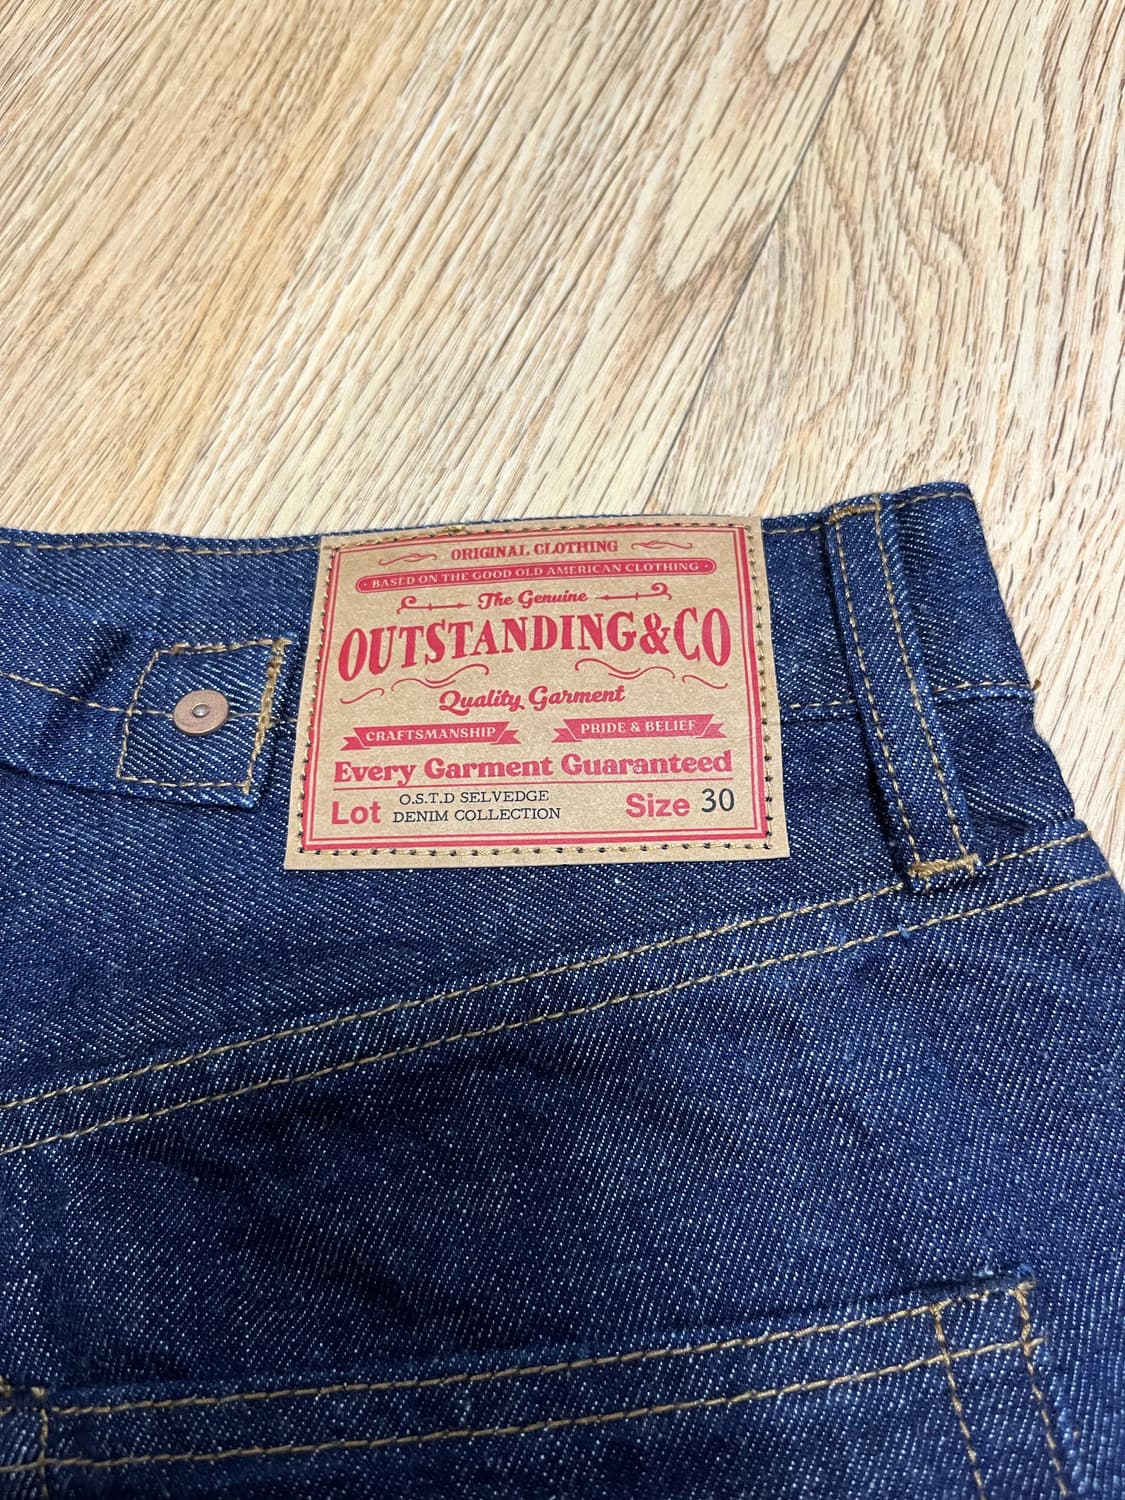 ORIGINAL CLOTHING
· BASED ON THE GOOD OLD AMERICAN CLOTHING ·
The Genuine
OUTSTANDING&CO
Quality Garment
CRAFTSMANSHIP PRIDE & BELIEF
Every Garment Guaranteed
Lot O.S.T.D SELVEDGE
DENIM COLLECTION Size 30